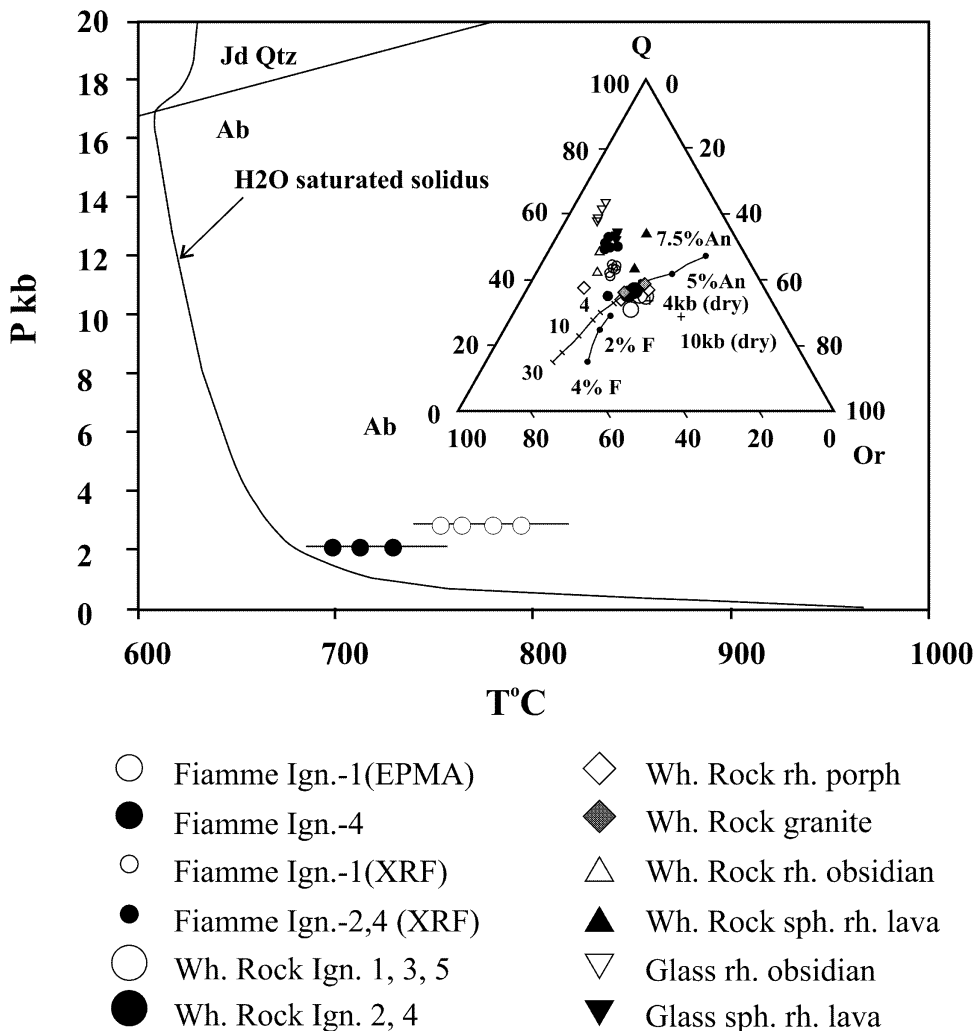 20
18
16
14
12
10
8
6
4
2
0
P kb
Jd Qtz
Ab
H2O saturated solidus
Q
100
0
80
20
60
40
7.5%An
40
5%An
60
4
4kb (dry)
10
10kb (dry)
20
2% F
80
30
4% F
0
100
Ab
100
80
60
40
20
0
Or
600
700
800
900
1000
T°C
Fiamme Ign.-1(EPMA)
Fiamme Ign.-4
Fiamme Ign.-1(XRF)
Fiamme Ign.-2,4 (XRF)
Wh. Rock Ign. 1, 3, 5
Wh. Rock Ign. 2, 4
Wh. Rock rh. porph
Wh. Rock granite
Wh. Rock rh. obsidian
Wh. Rock sph. rh. lava
Glass rh. obsidian
Glass sph. rh. lava